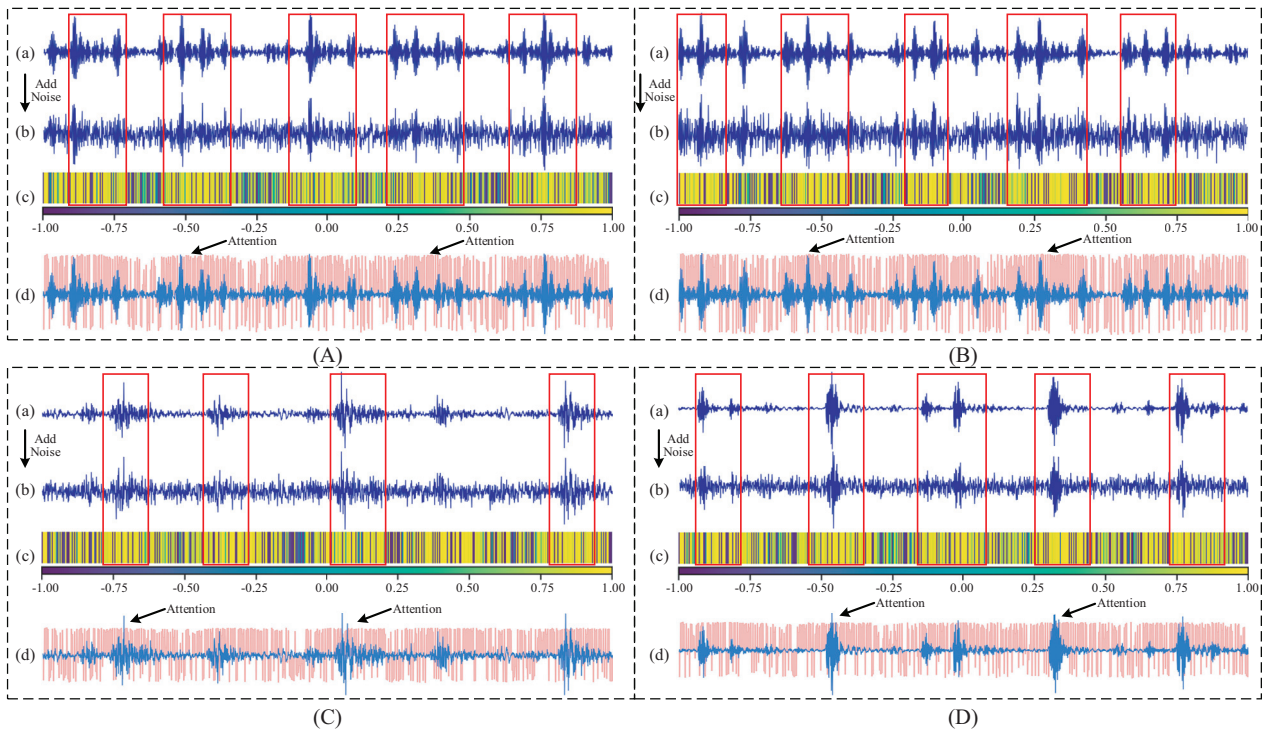 (a)
Add
Noise
(b)
(c)
-1.00 -0.75 -0.50 -0.25 0.00 0.25 0.50 0.75 1.00
Attention Attention
(d)
(A)
(a)
Add
Noise
(b)
(c)
-1.00 -0.75 -0.50 -0.25 0.00 0.25 0.50 0.75 1.00
Attention Attention
(d)
(B)
(a)
Add
Noise
(b)
(c)
-1.00 -0.75 -0.50 -0.25 0.00 0.25 0.50 0.75 1.00
Attention Attention
(d)
(C)
(a)
Add
Noise
(b)
(c)
-1.00 -0.75 -0.50 -0.25 0.00 0.25 0.50 0.75 1.00
Attention Attention
(d)
(D)